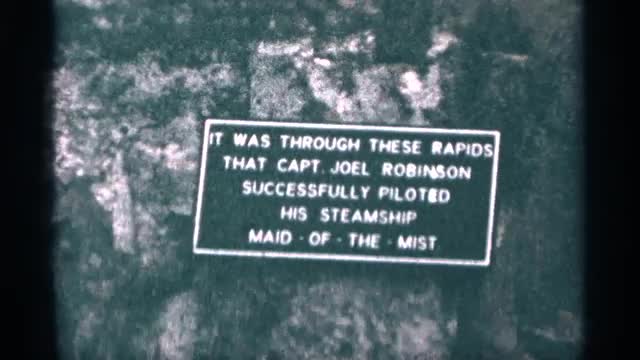 IT WAS THROUGH THESE RAPIDS
THAT CAPT. JOEL ROBINSON
SUCCESSFULLY PILOTED
HIS STEAMSHIP
MAID - OF - THE - MIST